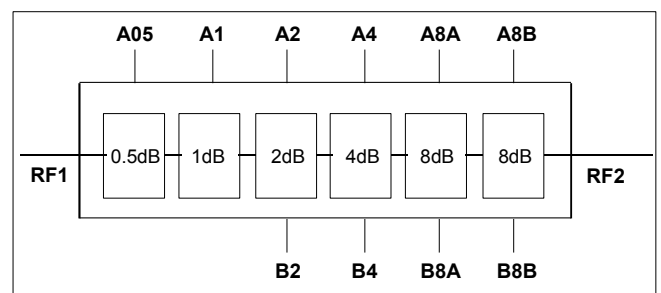 A05 A1 A2 A4 A8A A8B
0.5dB 1dB 2dB 4dB 8dB 8dB
RF1 RF2
B2 B4 B8A B8B